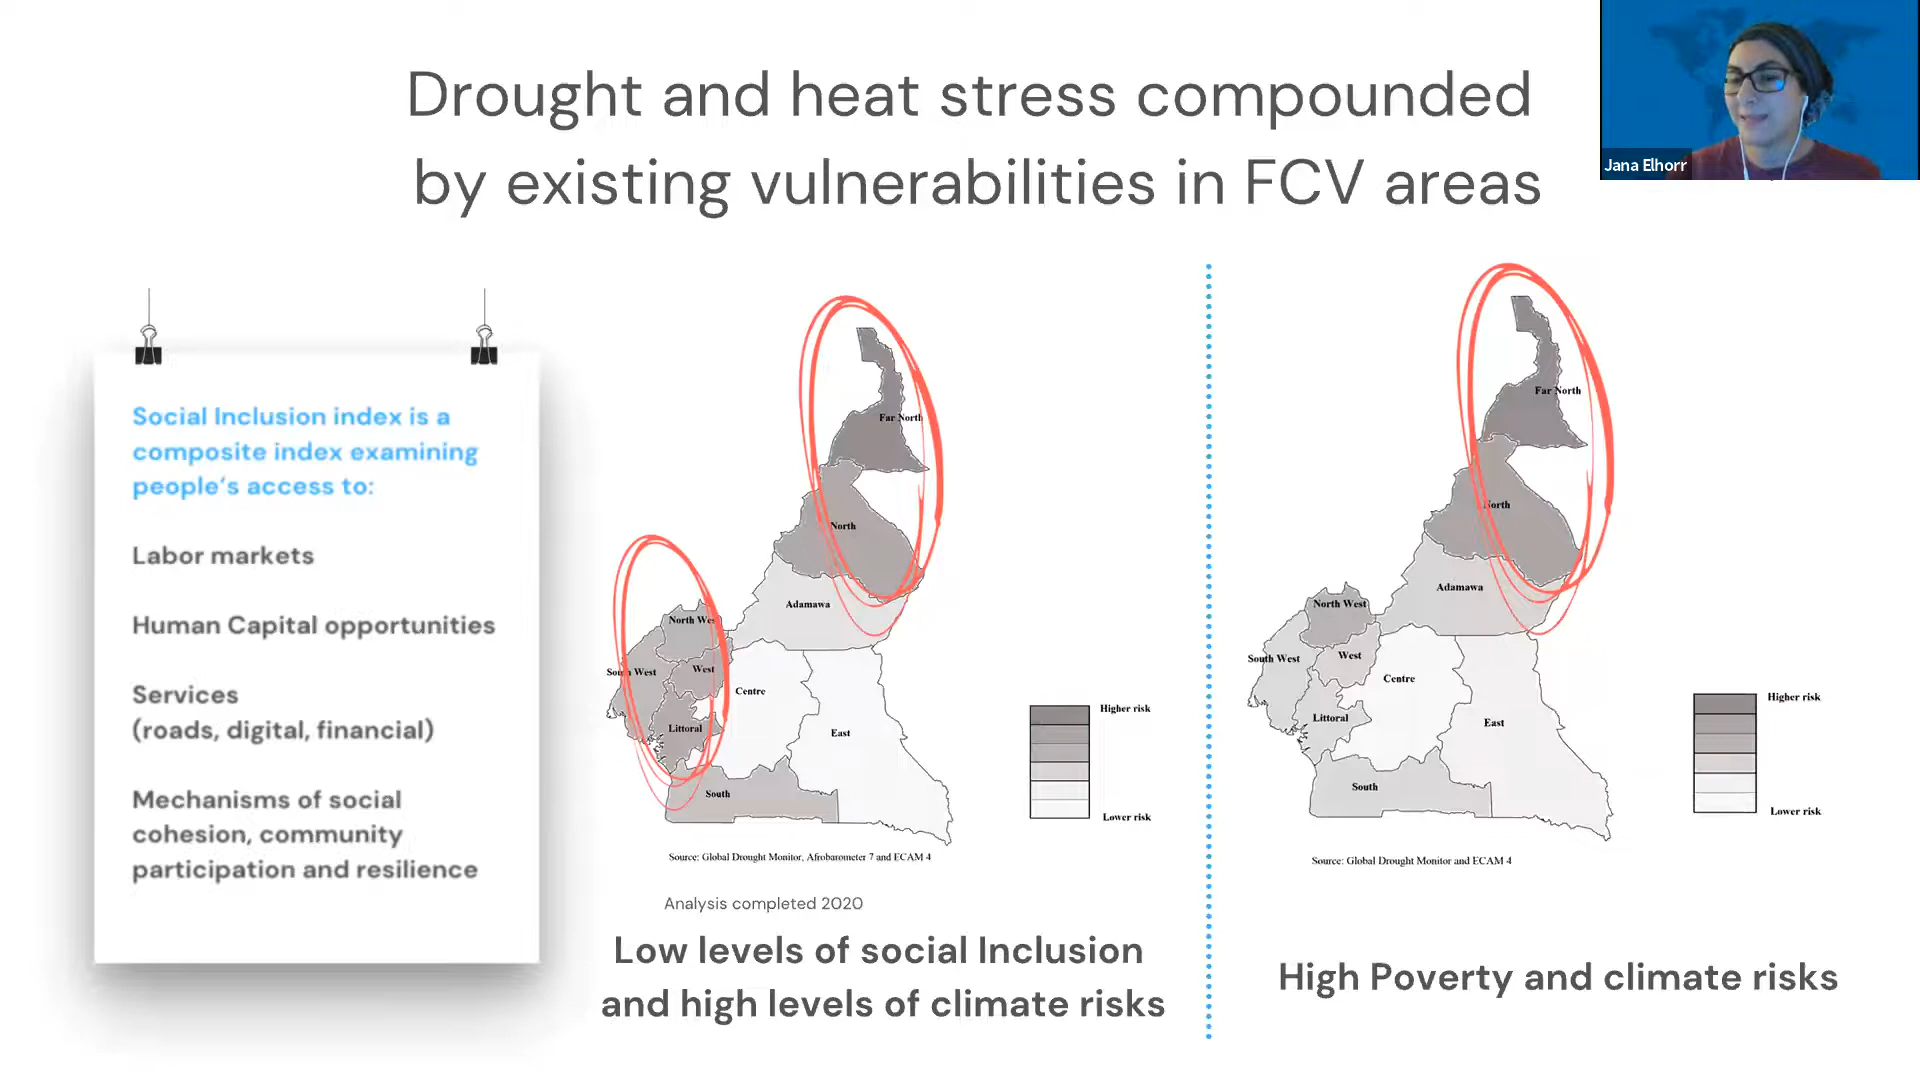 Drought and heat stress compounded
by existing vulnerabilities in FCV areas
Jana Elhorr
Social Inclusion index is a
composite index examining
people's access to:
Labor markets
Human Capital opportunities
Services
(roads, digital, financial)
Mechanisms of social
cohesion, community
participation and resilience
Far North
North
Adamawa
North West
South West
West
Centre
Littoral
East
South
Higher risk
Lower risk
Source: Global Drought Monitor, Afrobarometer 7 and ECAM 4
Analysis completed 2020
Low levels of social Inclusion
and high levels of climate risks
Far North
North
Adamawa
North West
South West
West
Centre
Littoral
East
South
Higher risk
Lower risk
Source: Global Drought Monitor and ECAM 4
High Poverty and climate risks